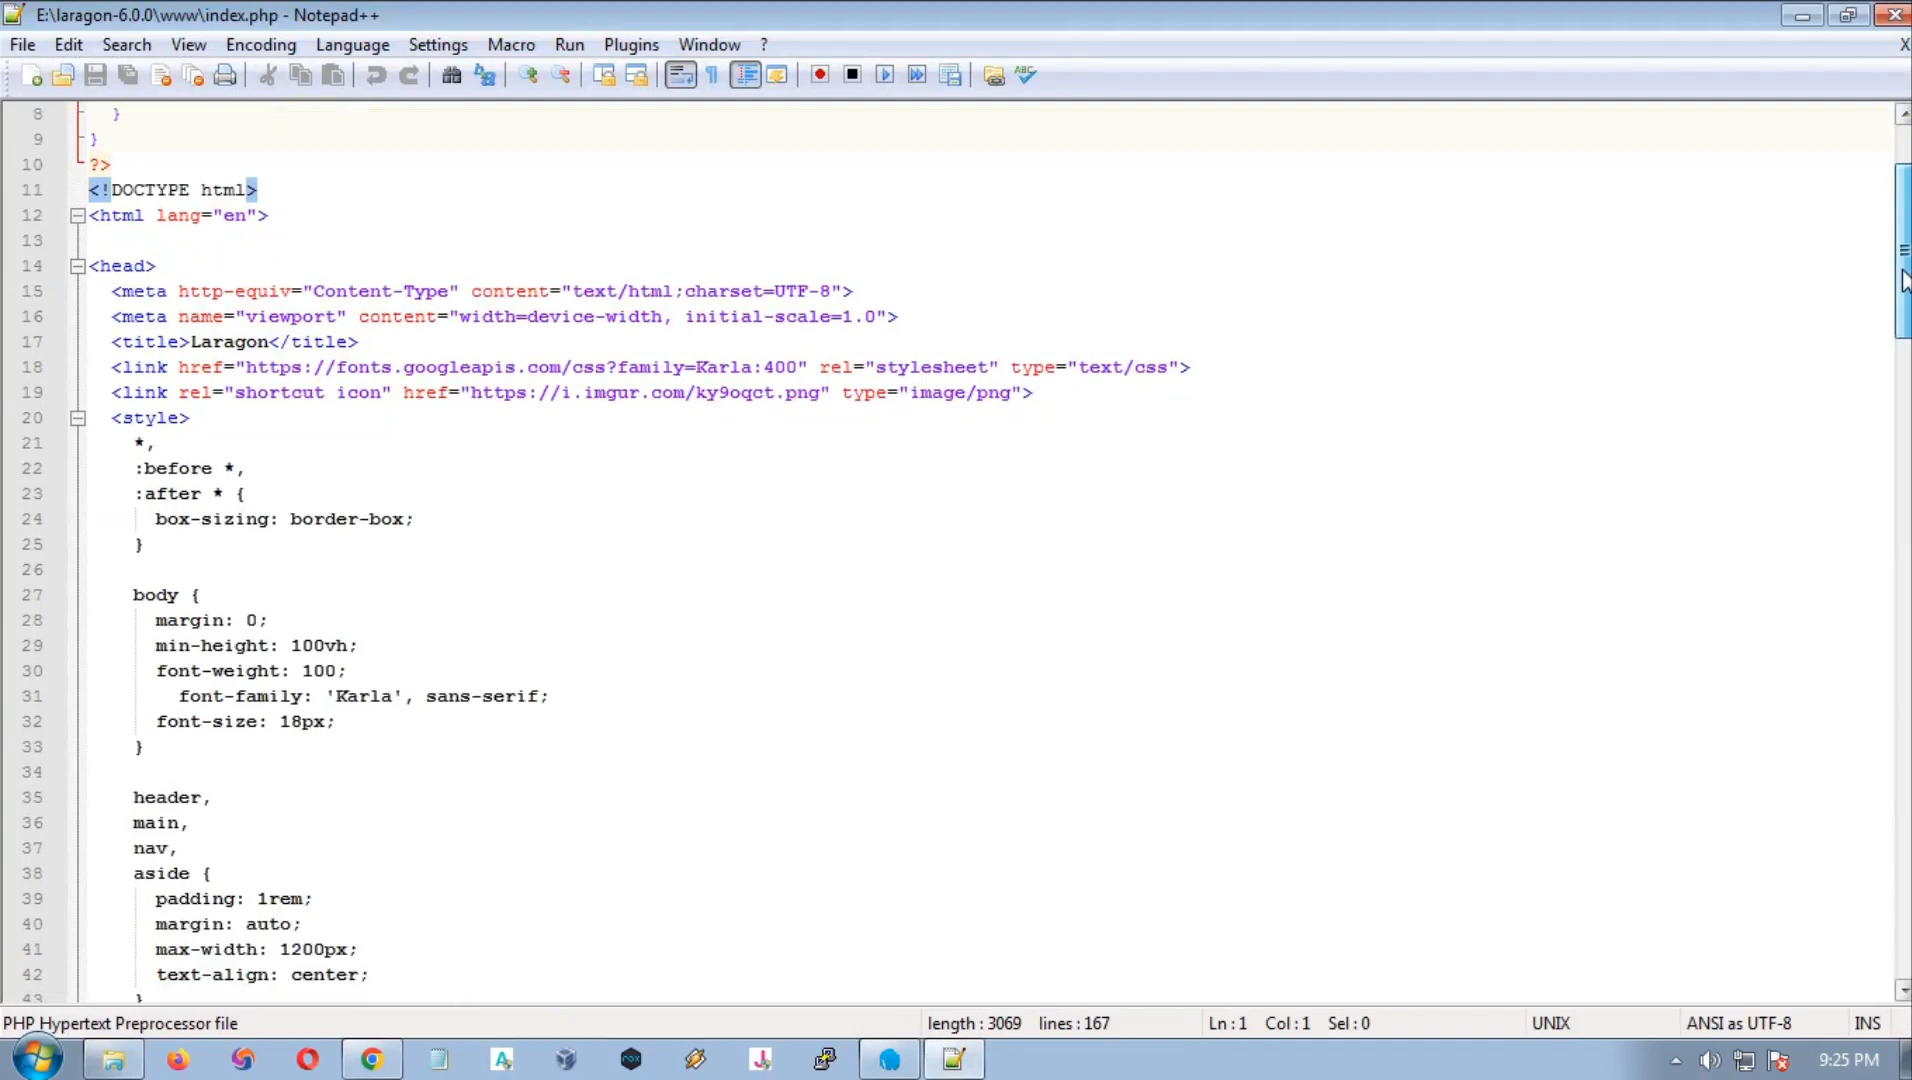 E:\laragon-6.0.0\www\index.php - Notepad++
File Edit Search View Encoding Language Settings Macro Run Plugins Window ? X
8 }
9 }
10 ?>
11 <!DOCTYPE html>
12 <html lang="en">
13
14 <head>
15 <meta http-equiv="Content-Type" content="text/html;charset=UTF-8">
16 <meta name="viewport" content="width=device-width, initial-scale=1.0">
17 <title>Laragon</title>
18 <link href="https://fonts.googleapis.com/css?family=Karla:400" rel="stylesheet" type="text/css">
19 <link rel="shortcut icon" href="https://i.imgur.com/ky9oqct.png" type="image/png">
20 <style>
21 *,
22 :before *,
23 :after * {
24 box-sizing: border-box;
25 }
26
27 body {
28 margin: 0;
29 min-height: 100vh;
30 font-weight: 100;
31 font-family: 'Karla', sans-serif;
32 font-size: 18px;
33 }
34
35 header,
36 main,
37 nav,
38 aside {
39 padding: 1rem;
40 margin: auto;
41 max-width: 1200px;
42 text-align: center;
43 }
PHP Hypertext Preprocessor file length : 3069 lines : 167 Ln : 1 Col : 1 Sel : 0 UNIX ANSI as UTF-8 INS
9:25 PM